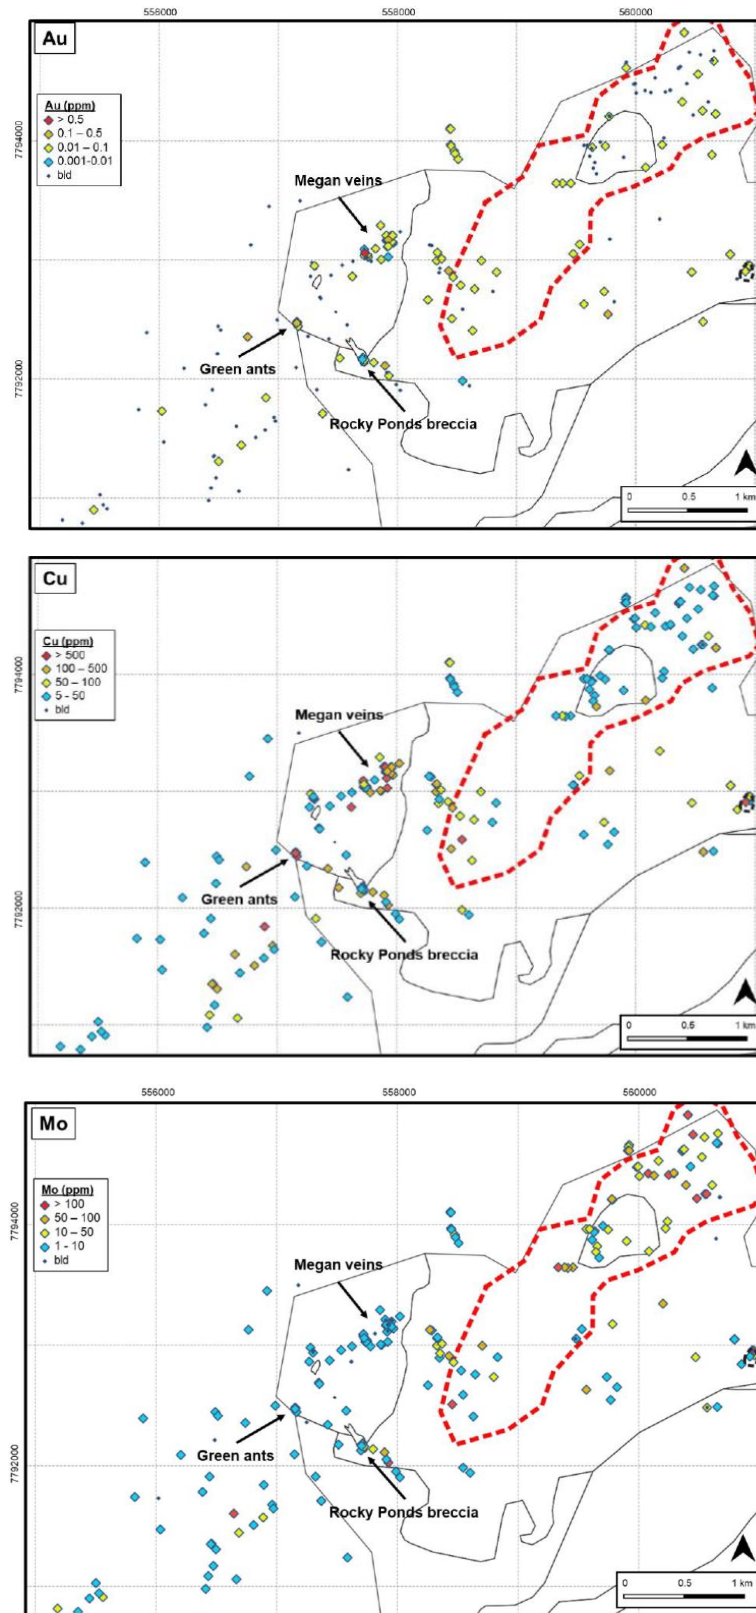 556000 558000 560000
Au
Au (ppm)
> 0.5
0.1 – 0.5
0.01 – 0.1
0.001-0.01
bld
7794000
Megan veins
Green ants
7792000
Rocky Ponds breccia
0 0.5 1 km
Cu
Cu (ppm)
> 500
100 – 500
50 – 100
5 - 50
bld
7794000
Megan veins
Green ants
7792000
Rocky Ponds breccia
0 0.5 1 km
556000 558000 560000
Mo
Mo (ppm)
> 100
50 – 100
10 – 50
1 - 10
bld
7794000
Megan veins
Green ants
7792000
Rocky Ponds breccia
0 0.5 1 km